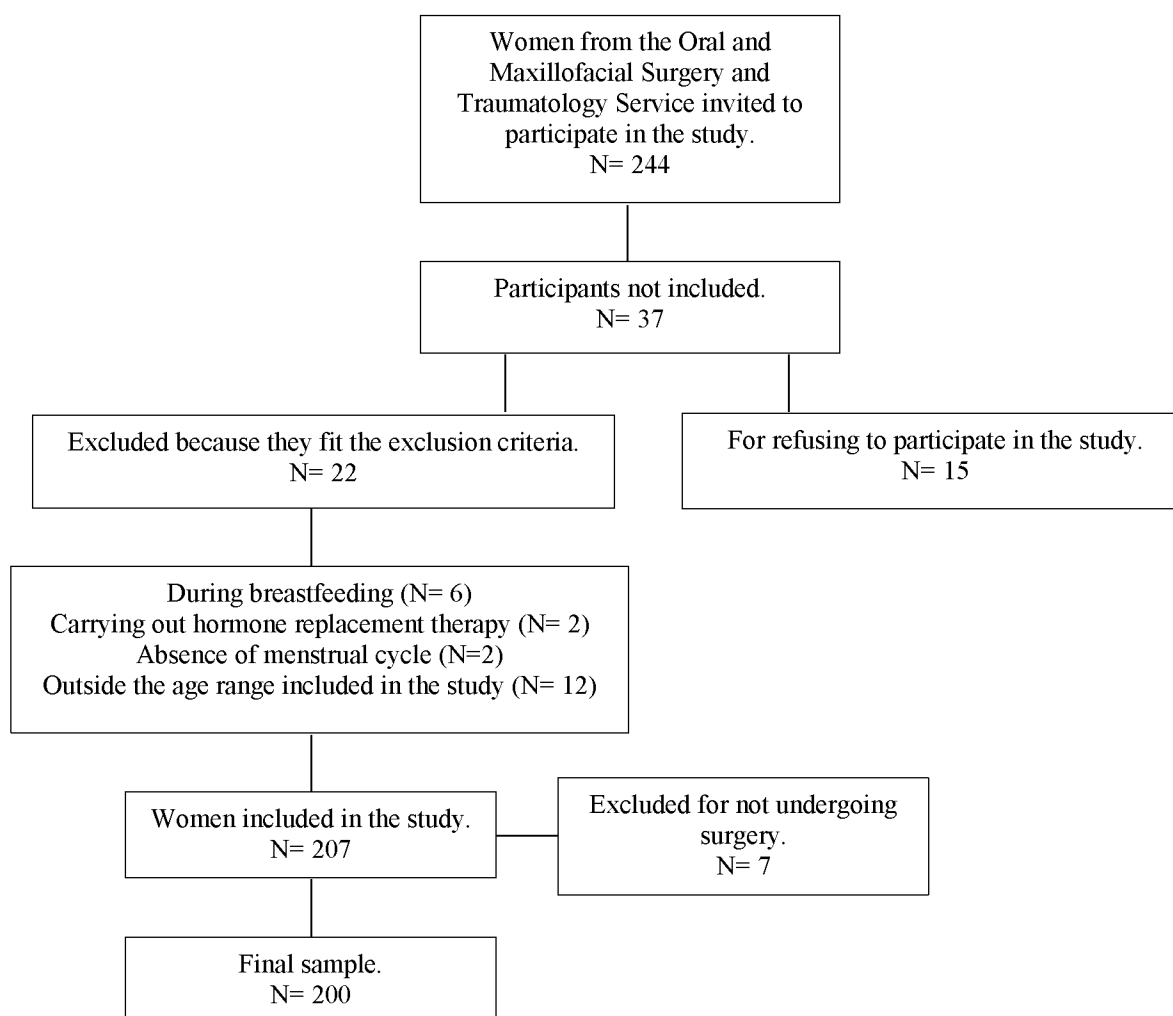 Women from the Oral and
Maxillofacial Surgery and
Traumatology Service invited to
participate in the study.
N= 244
Participants not included.
N= 37
Excluded because they fit the exclusion criteria.
N= 22
For refusing to participate in the study.
N= 15
During breastfeeding (N= 6)
Carrying out hormone replacement therapy (N= 2)
Absence of menstrual cycle (N=2)
Outside the age range included in the study (N= 12)
Women included in the study.
N= 207
Excluded for not undergoing
surgery.
N= 7
Final sample.
N= 200